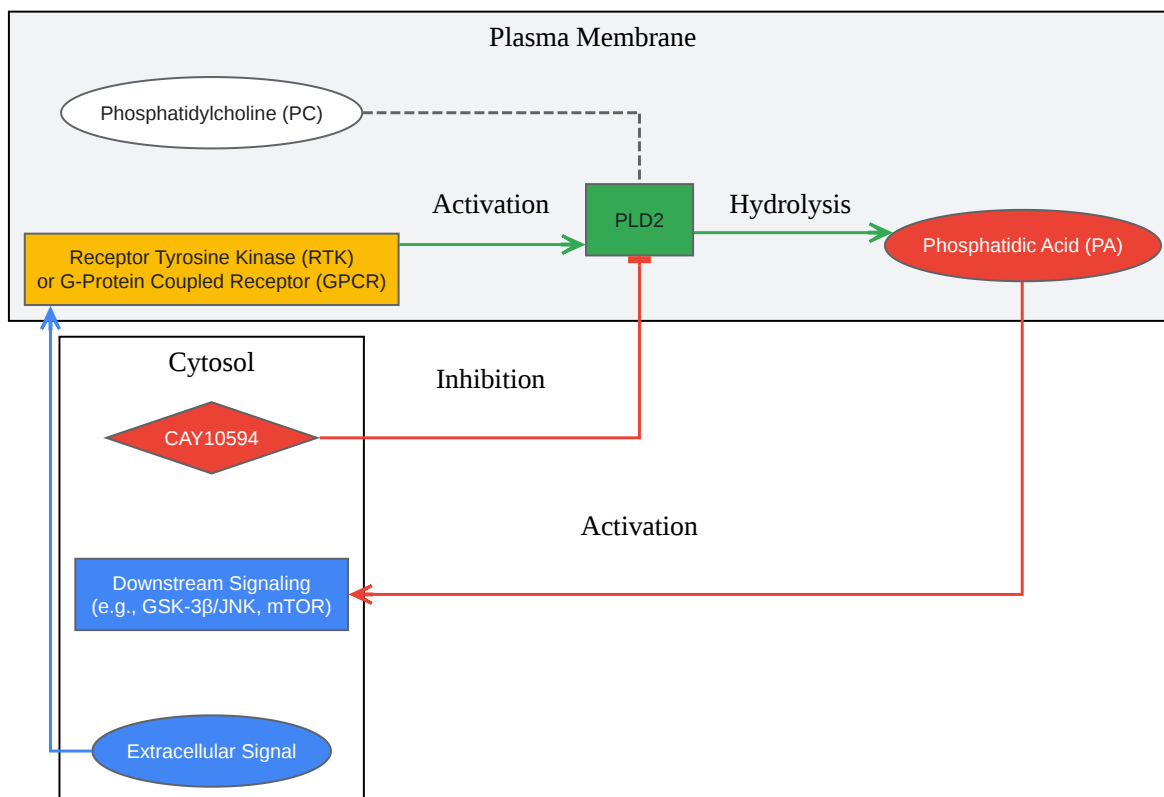 Plasma Membrane
Phosphatidylcholine (PC)
Activation
PLD2
Hydrolysis
Phosphatidic Acid (PA)
Receptor Tyrosine Kinase (RTK)
or G-Protein Coupled Receptor (GPCR)
Cytosol
Inhibition
CAY10594
Activation
Downstream Signaling
(e.g., GSK-3β/JNK, mTOR)
Extracellular Signal